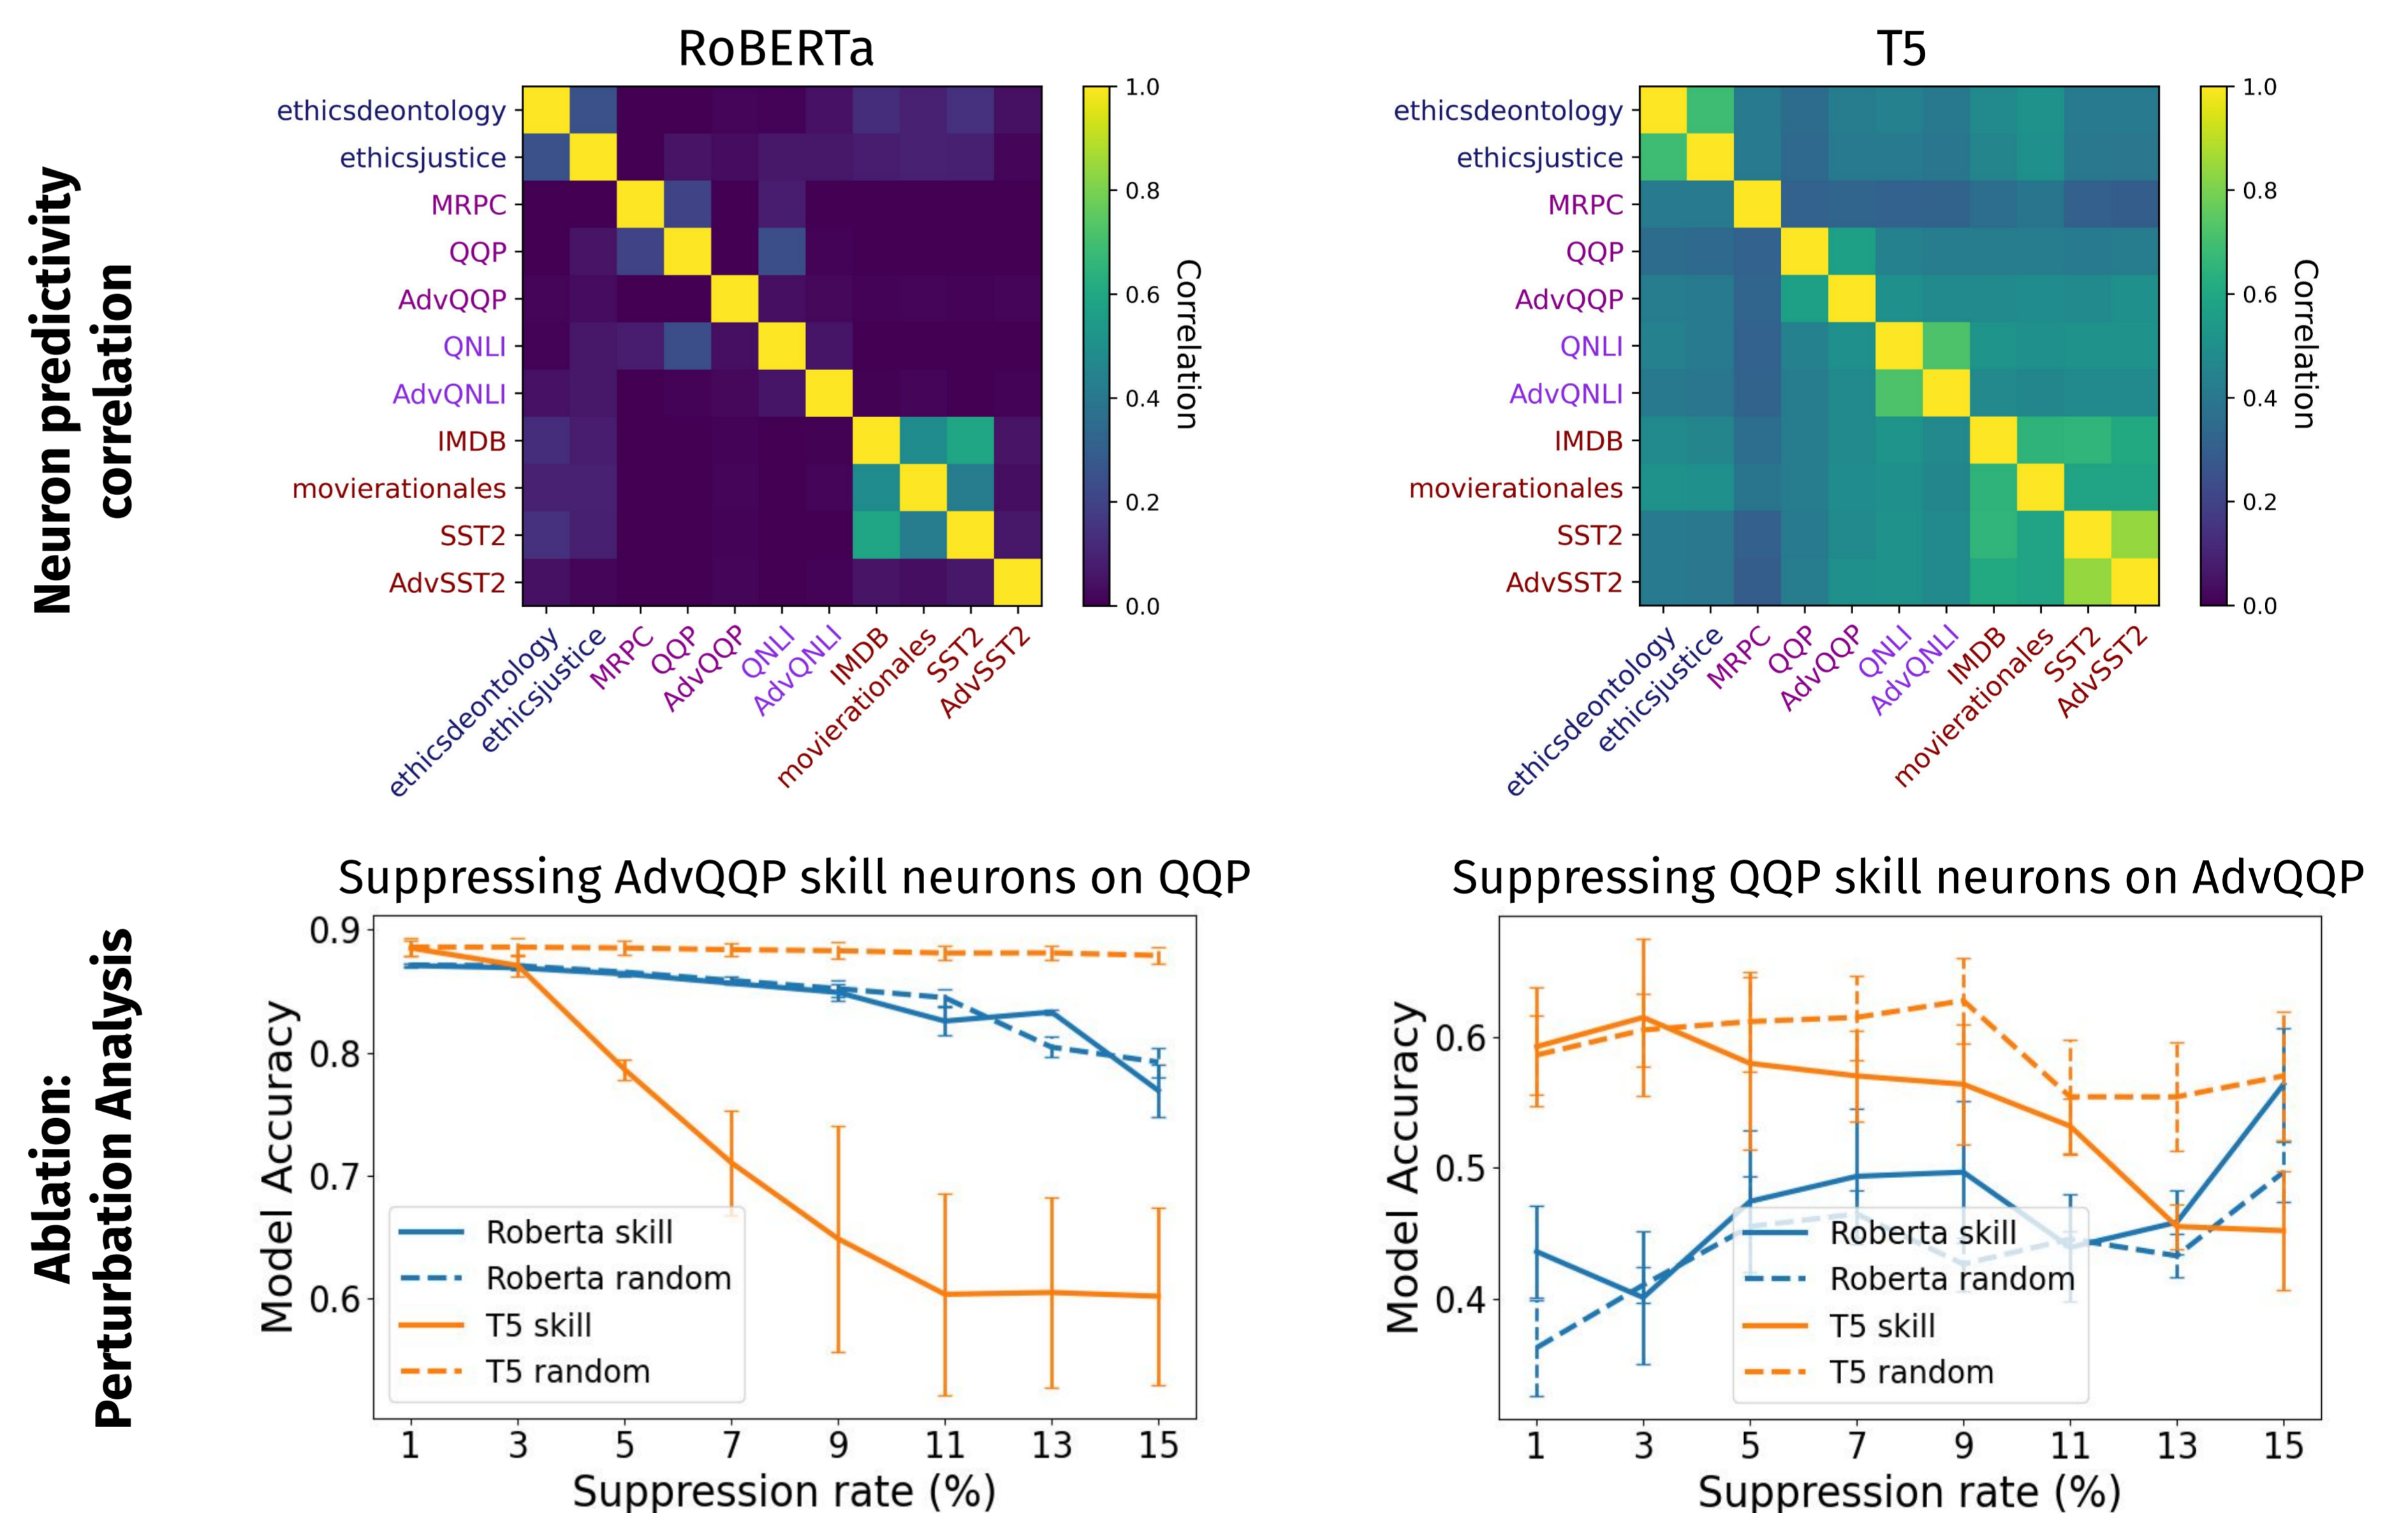 Neuron predictivity
correlation
RoBERTa
ethicsdeontology
ethicsjustice
MRPC
QQP
AdvQQP
QNLI
AdvQNLI
IMDB
movierationales
SST2
AdvSST2
ethicsdeontology
ethicsjustice
MRPC
QQP
AdvQQP
QNLI
AdvQNLI
IMDB
movierationales
SST2
AdvSST2
1.0
0.8
0.6
0.4
0.2
0.0
Correlation
T5
ethicsdeontology
ethicsjustice
MRPC
QQP
AdvQQP
QNLI
AdvQNLI
IMDB
movierationales
SST2
AdvSST2
ethicsdeontology
ethicsjustice
MRPC
QQP
AdvQQP
QNLI
AdvQNLI
IMDB
movierationales
SST2
AdvSST2
1.0
0.8
0.6
0.4
0.2
0.0
Correlation
Ablation:
Perturbation Analysis
Suppressing AdvQQP skill neurons on QQP
Model Accuracy
0.9
0.8
0.7
0.6
Roberta skill
Roberta random
T5 skill
T5 random
1 3 5 7 9 11 13 15
Suppression rate (%)
Suppressing QQP skill neurons on AdvQQP
Model Accuracy
0.6
0.5
0.4
Roberta skill
Roberta random
T5 skill
T5 random
1 3 5 7 9 11 13 15
Suppression rate (%)